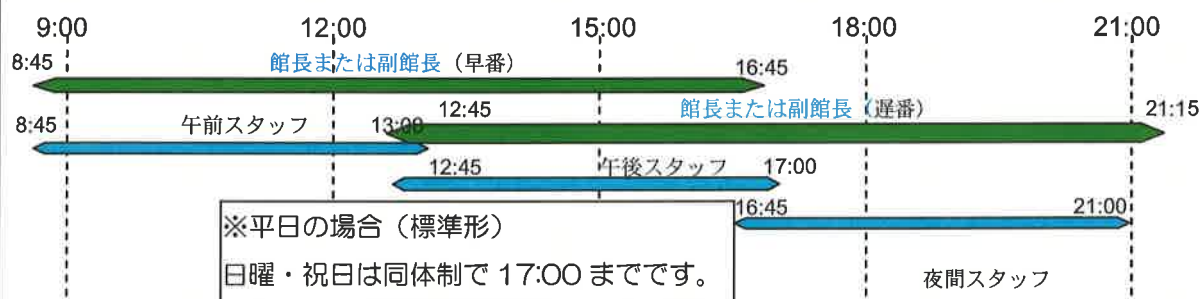 9:00 12:00 15:00 18:00 21:00
8:45 館長または副館長（早番） 16:45
12:45 館長または副館長（遅番） 21:15
8:45 午前スタッフ 13:00
12:45 午後スタッフ 17:00
16:45 21:00
※平日の場合（標準形）
日曜・祝日は同体制で 17:00 までです。
夜間スタッフ